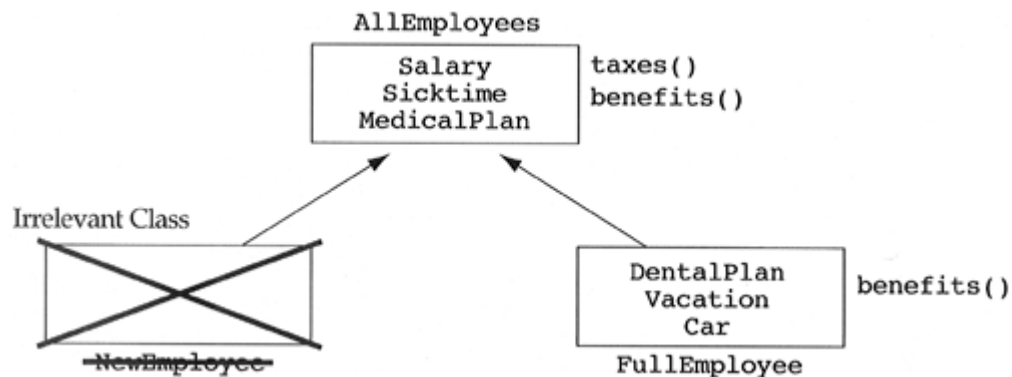 AllEmployees
Salary
Sicktime
MedicalPlan
taxes()
benefits()
Irrelevant Class
NewEmployee
DentalPlan
Vacation
Car
benefits()
FullEmployee